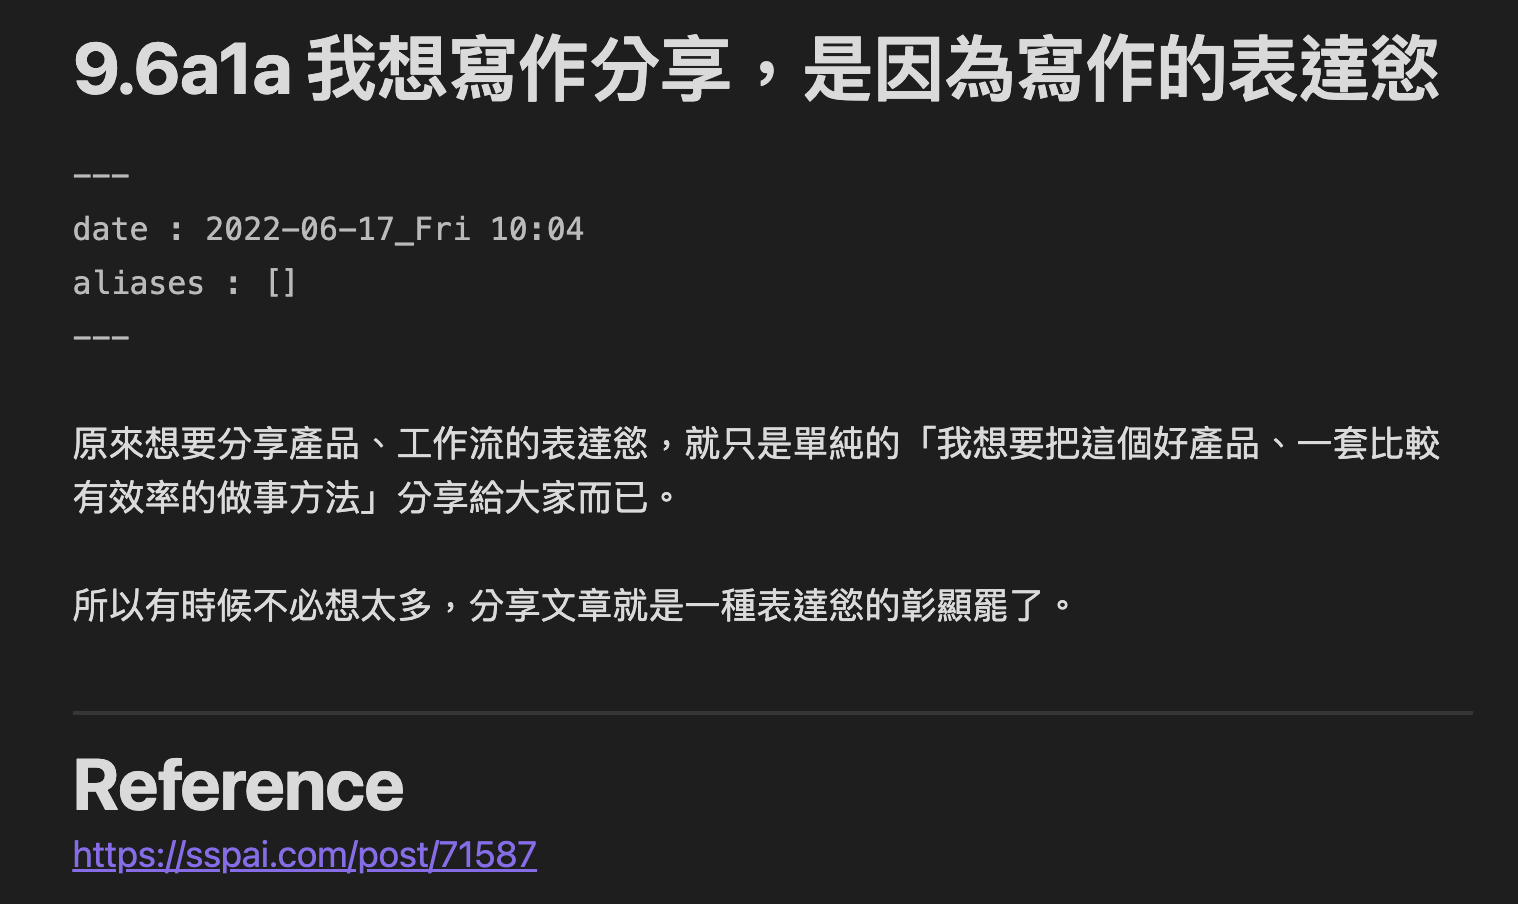 9.6a1a 我想寫作分享，是因為寫作的表達慾
---
date : 2022-06-17_Fri 10:04
aliases : []
---
原來想要分享產品、工作流的表達慾，就只是單純的「我想要把這個好產品、一套比較
有效率的做事方法」分享給大家而已。
所以有時候不必想太多，分享文章就是一種表達慾的彰顯罷了。
Reference
https://sspai.com/post/71587